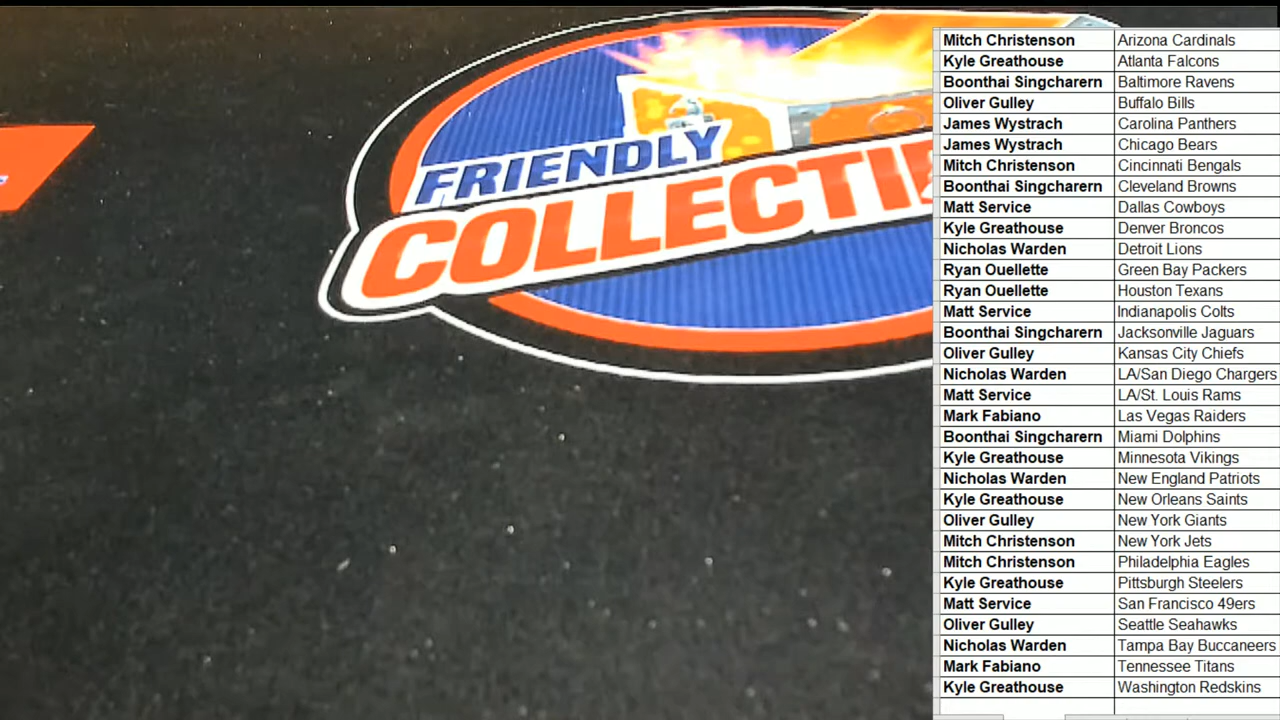 FRIENDLY
Mitch Christenson Arizona Cardinals
Kyle Greathouse Atlanta Falcons
Boonthai Singcharern Baltimore Ravens
Oliver Gulley Buffalo Bills
James Wystrach Carolina Panthers
James Wystrach Chicago Bears
Mitch Christenson Cincinnati Bengals
Boonthai Singcharern Cleveland Browns
Matt Service Dallas Cowboys
Kyle Greathouse Denver Broncos
Nicholas Warden Detroit Lions
Ryan Ouellette Green Bay Packers
Ryan Ouellette Houston Texans
Matt Service Indianapolis Colts
Boonthai Singcharern Jacksonville Jaguars
Oliver Gulley Kansas City Chiefs
Nicholas Warden LA/San Diego Chargers
Matt Service LA/St. Louis Rams
Mark Fabiano Las Vegas Raiders
Boonthai Singcharern Miami Dolphins
Kyle Greathouse Minnesota Vikings
Nicholas Warden New England Patriots
Kyle Greathouse New Orleans Saints
Oliver Gulley New York Giants
Mitch Christenson New York Jets
Mitch Christenson Philadelphia Eagles
Kyle Greathouse Pittsburgh Steelers
Matt Service San Francisco 49ers
Oliver Gulley Seattle Seahawks
Nicholas Warden Tampa Bay Buccaneers
Mark Fabiano Tennessee Titans
Kyle Greathouse Washington Redskins